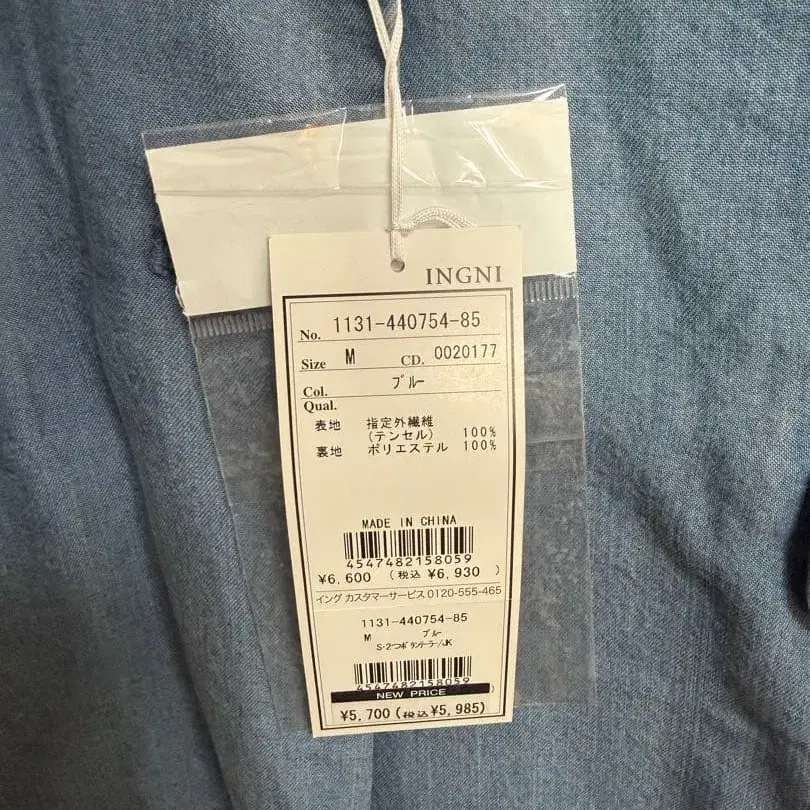 INGNI
No. 1131-440754-85
Size M CD. 0020177
Col. ブルー
Qual.
表地 指定外繊維
(テンセル) 100%
裏地 ポリエステル 100%
MADE IN CHINA
4547482158059
¥6,600 (税込 ¥6,930 )
イング カスタマーサービス 0120-555-465
1131-440754-85
M ブルー
S-2つボタンテーラー/JK
4547482158059
NEW PRICE
¥5,700 (税込 ¥5,985)